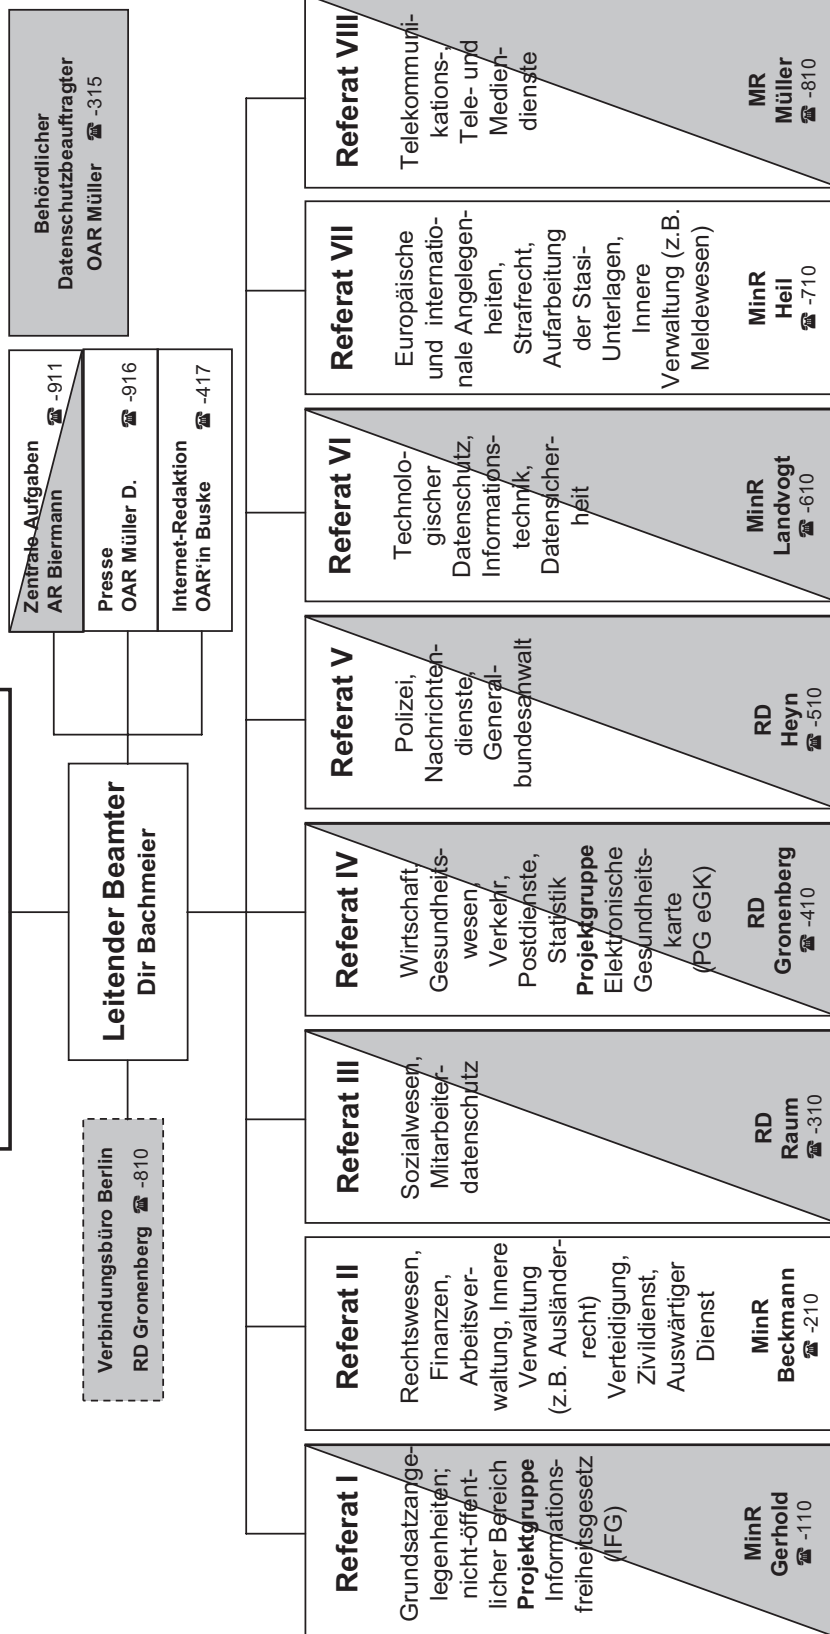 Behördlicher
Datenschutzbeauftragter
OAR Müller ☎ -315
Zentrale Aufgaben
AR Biermann ☎ -911
Presse
OAR Müller D. ☎ -916
Internet-Redaktion
OAR'in Buske ☎ -417
Leitender Beamter
Dir Bachmeier
Verbindungsbüro Berlin
RD Gronenberg ☎ -810
Referat I
Grundsatzange-
legenheiten;
nicht-öffent-
licher Bereich
Projektgruppe
Informations-
freiheitsgesetz
(IFG)
MinR
Gerhold
☎ -110
Referat II
Rechtswesen,
Finanzen,
Arbeitsver-
waltung, Innere
Verwaltung
(z.B. Ausländer-
recht)
Verteidigung,
Zivildienst,
Auswärtiger
Dienst
MinR
Beckmann
☎ -210
Referat III
Sozialwesen,
Mitarbeiter-
datenschutz
RD
Raum
☎ -310
Referat IV
Wirtschaft,
Gesundheits-
wesen,
Verkehr,
Postdienste,
Statistik
Projektgruppe
Elektronische
Gesundheits-
karte
(PG eGK)
RD
Gronenberg
☎ -410
Referat V
Polizei,
Nachrichten-
dienste,
General-
bundesanwalt
RD
Heyn
☎ -510
Referat VI
Technolo-
gischer
Datenschutz,
Informations-
technik,
Datensicher-
heit
MinR
Landvogt
☎ -610
Referat VII
Europäische
und internatio-
nale Angelegen-
heiten,
Strafrecht,
Aufarbeitung
der Stasi-
Unterlagen,
Innere
Verwaltung (z.B.
Meldewesen)
MinR
Heil
☎ -710
Referat VIII
Telekommuni-
kations-,
Tele- und
Medien-
dienste
MR
Müller
☎ -810